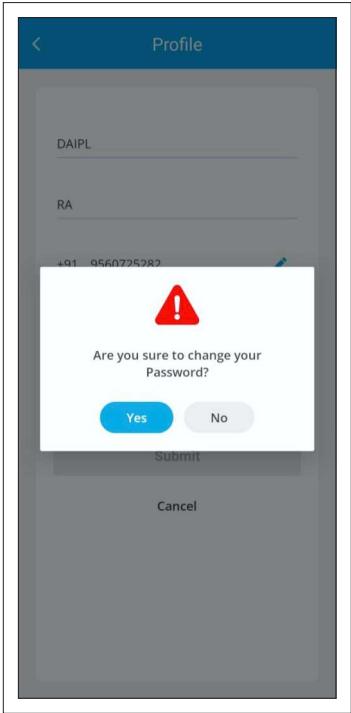 Profile
DAIPL
RA
+91 9560725282
Are you sure to change your
Password?
Yes No
Submit
Cancel